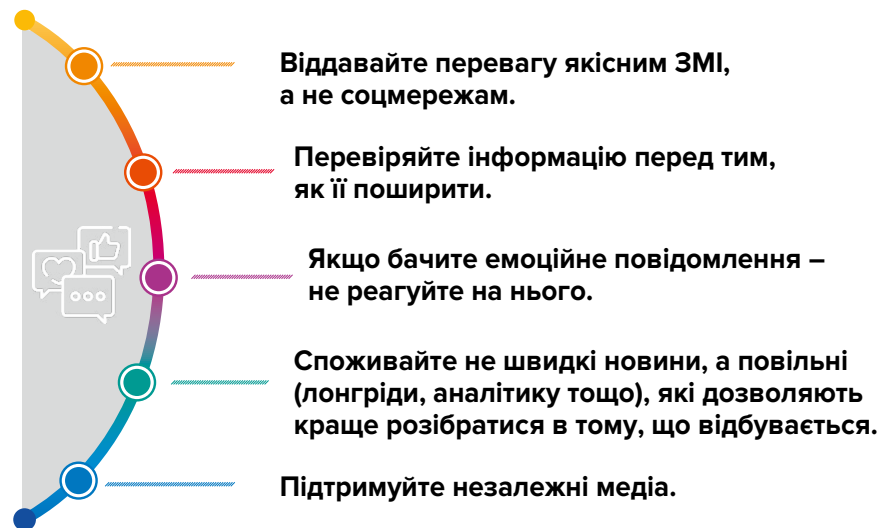 Віддавайте перевагу якісним ЗМІ,
а не соцмережам.
Перевіряйте інформацію перед тим,
як її поширити.
Якщо бачите емоційне повідомлення –
не реагуйте на нього.
Споживайте не швидкі новини, а повільні
(лонгріди, аналітику тощо), які дозволяють
краще розібратися в тому, що відбувається.
Підтримуйте незалежні медіа.